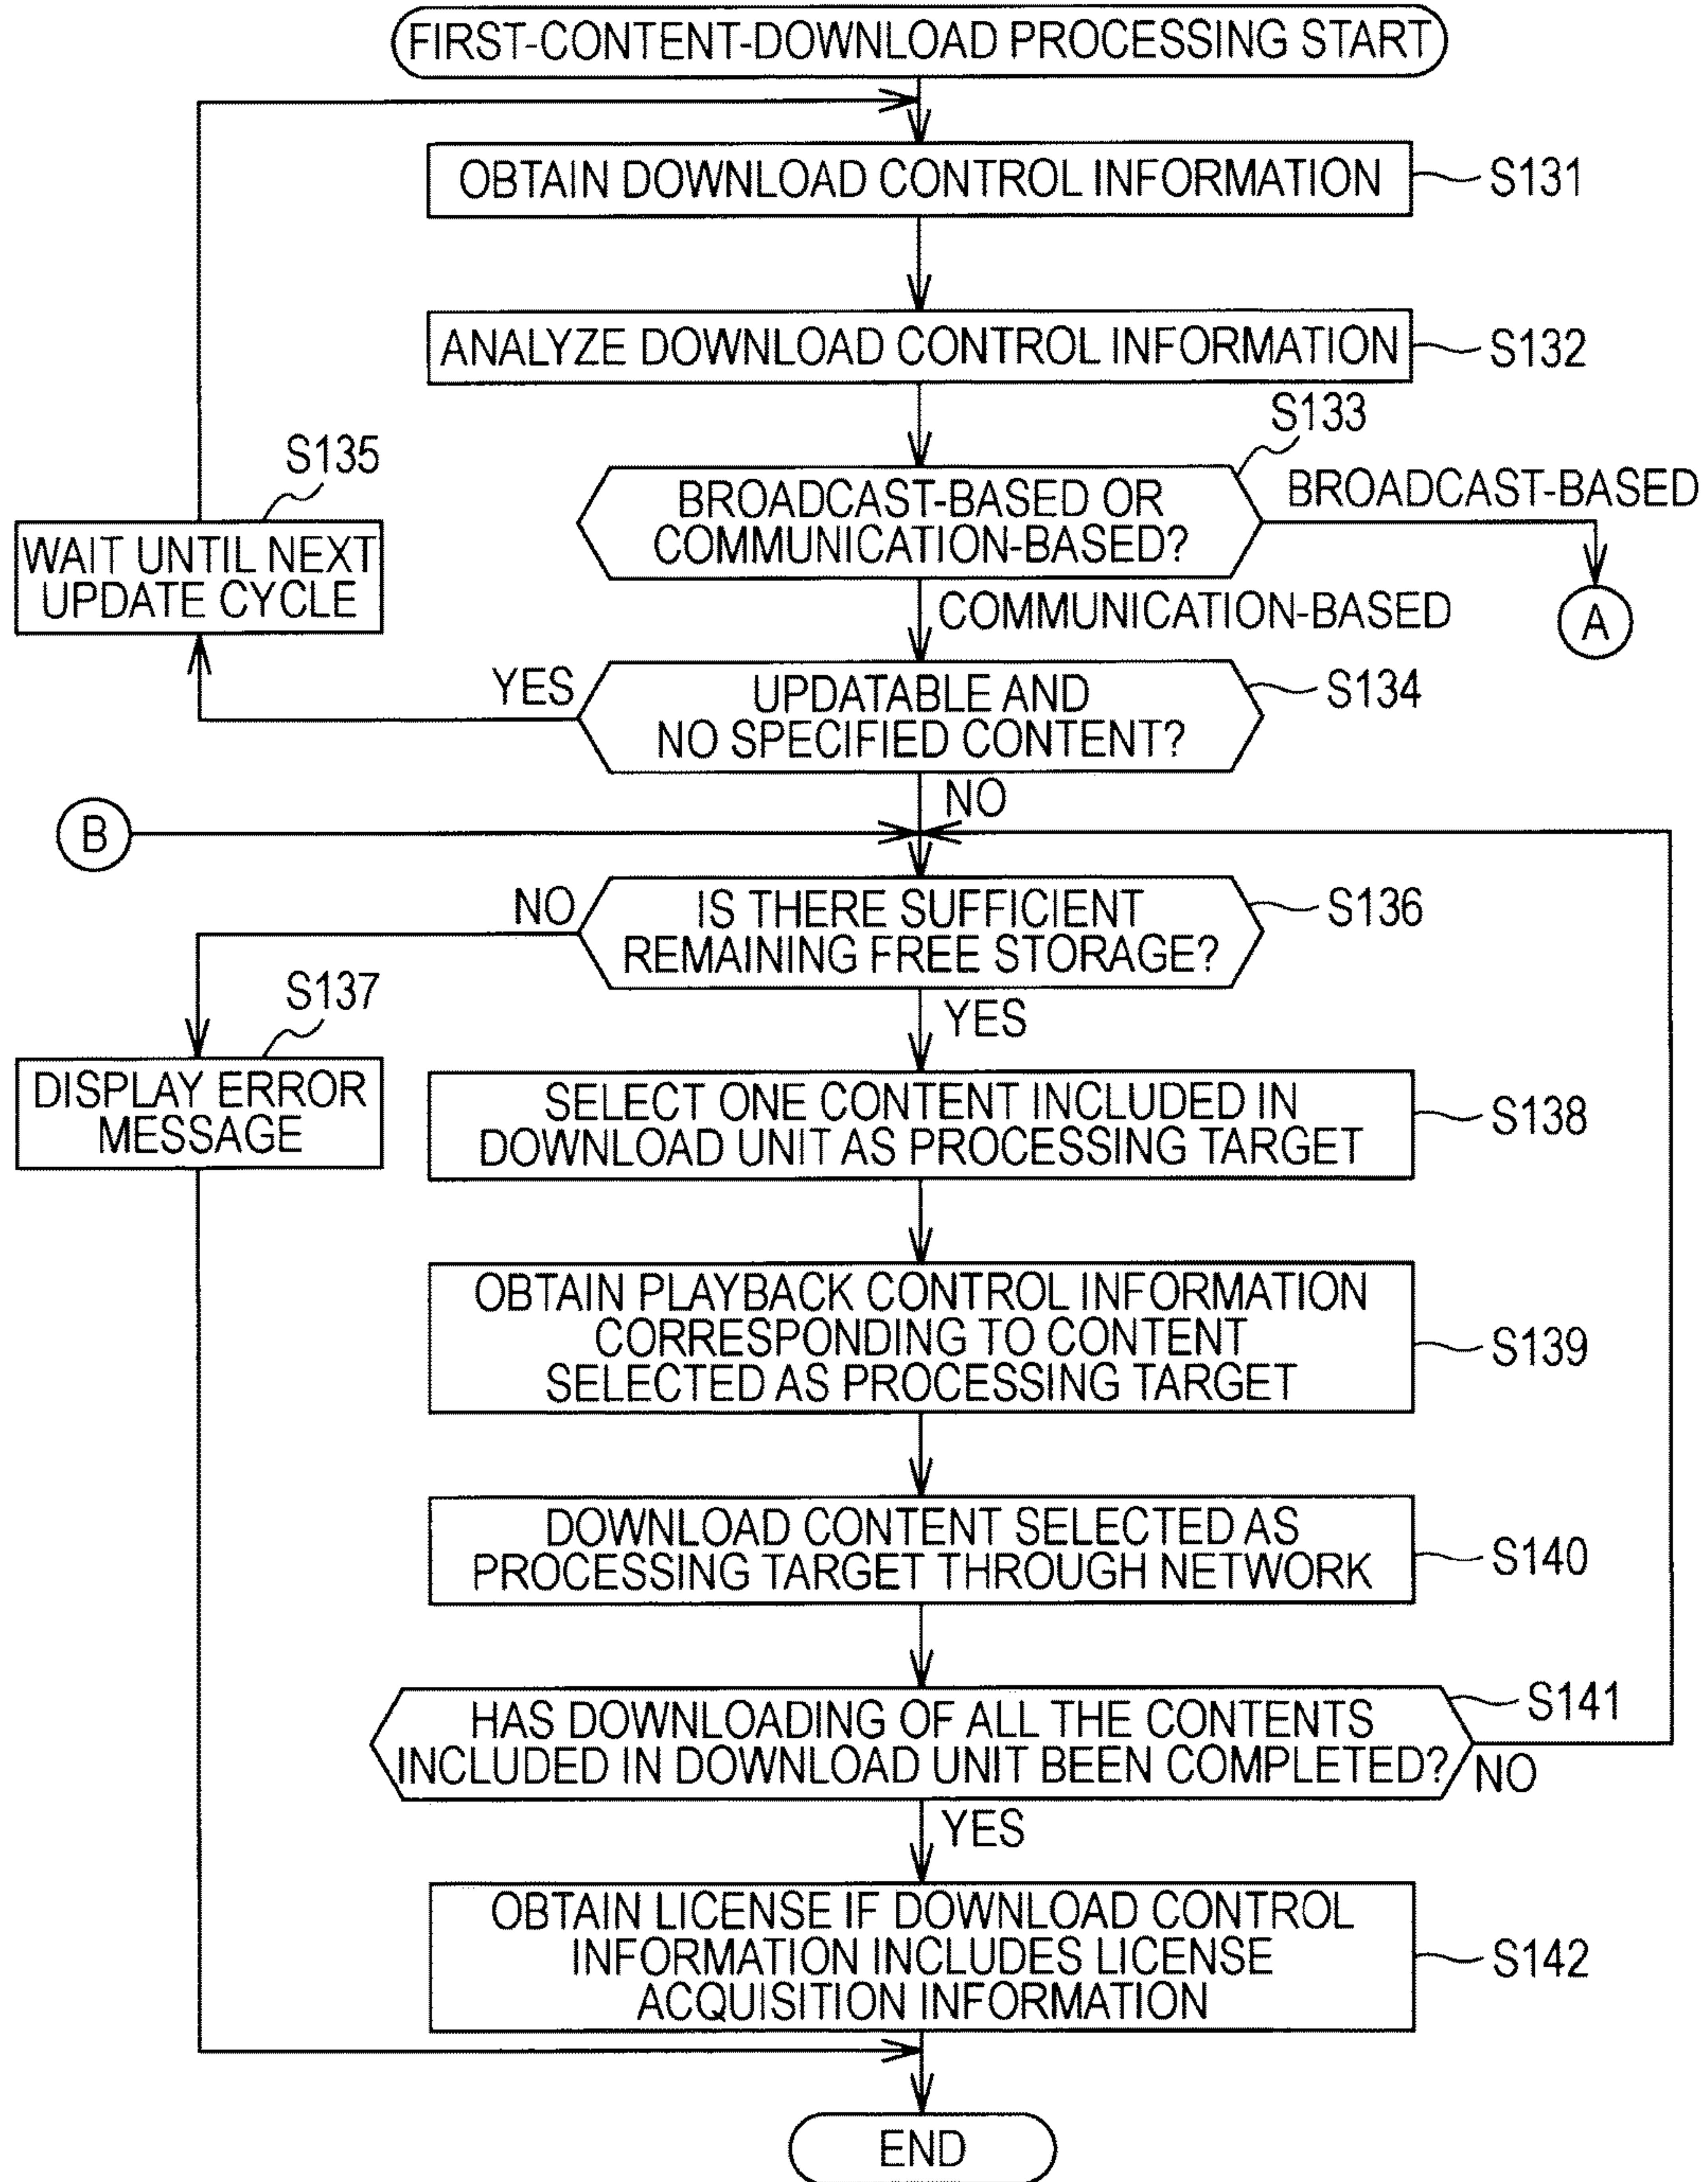 FIRST-CONTENT-DOWNLOAD PROCESSING START
OBTAIN DOWNLOAD CONTROL INFORMATION
S131
ANALYZE DOWNLOAD CONTROL INFORMATION
S132
S133
BROADCAST-BASED OR
COMMUNICATION-BASED?
BROADCAST-BASED
A
S135
WAIT UNTIL NEXT
UPDATE CYCLE
COMMUNICATION-BASED
YES
UPDATABLE AND
NO SPECIFIED CONTENT?
S134
NO
B
NO
IS THERE SUFFICIENT
REMAINING FREE STORAGE?
S136
YES
S137
DISPLAY ERROR
MESSAGE
SELECT ONE CONTENT INCLUDED IN
DOWNLOAD UNIT AS PROCESSING TARGET
S138
OBTAIN PLAYBACK CONTROL INFORMATION
CORRESPONDING TO CONTENT
SELECTED AS PROCESSING TARGET
S139
DOWNLOAD CONTENT SELECTED AS
PROCESSING TARGET THROUGH NETWORK
S140
HAS DOWNLOADING OF ALL THE CONTENTS
INCLUDED IN DOWNLOAD UNIT BEEN COMPLETED?
S141
NO
YES
OBTAIN LICENSE IF DOWNLOAD CONTROL
INFORMATION INCLUDES LICENSE
ACQUISITION INFORMATION
S142
END